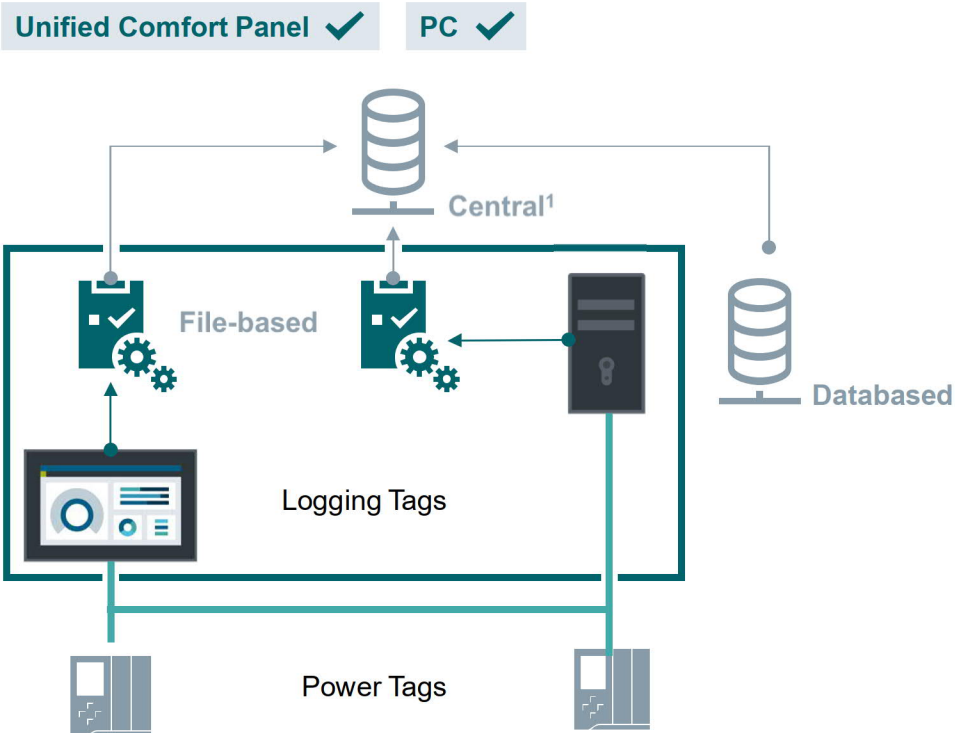 Unified Comfort Panel
PC
Central¹
File-based
Databased
Logging Tags
Power Tags